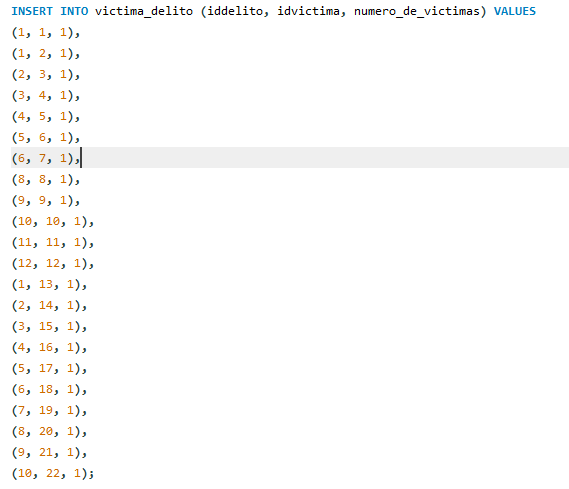 INSERT INTO victima_delito (iddelito, idvictima, numero_de_victimas) VALUES
(1, 1, 1),
(1, 2, 1),
(2, 3, 1),
(3, 4, 1),
(4, 5, 1),
(5, 6, 1),
(6, 7, 1),
(8, 8, 1),
(9, 9, 1),
(10, 10, 1),
(11, 11, 1),
(12, 12, 1),
(1, 13, 1),
(2, 14, 1),
(3, 15, 1),
(4, 16, 1),
(5, 17, 1),
(6, 18, 1),
(7, 19, 1),
(8, 20, 1),
(9, 21, 1),
(10, 22, 1);